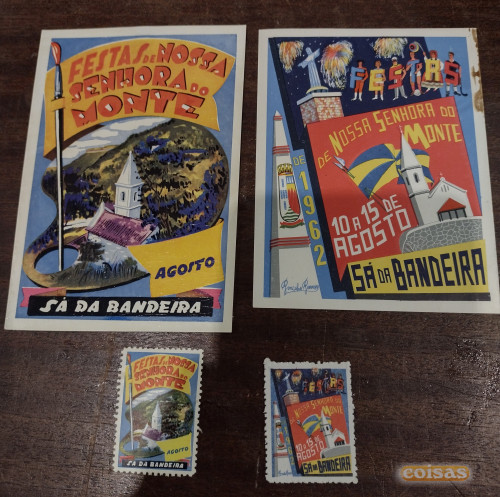 FESTAS DE NOSSA
SENHORA DO
MONTE
AGOSTO
SÁ DA BANDEIRA
FESTAS
DE NOSSA SENHORA DO
MONTE
DE 1962
10 A 15 DE
AGOSTO
SÁ DA BANDEIRA
FESTAS DE NOSSA
SENHORA DO
MONTE
AGOSTO
SÁ DA BANDEIRA
FESTAS
DE NOSSA SENHORA DO
MONTE
10 A 15 DE
AGOSTO
SÁ DA BANDEIRA
coisas